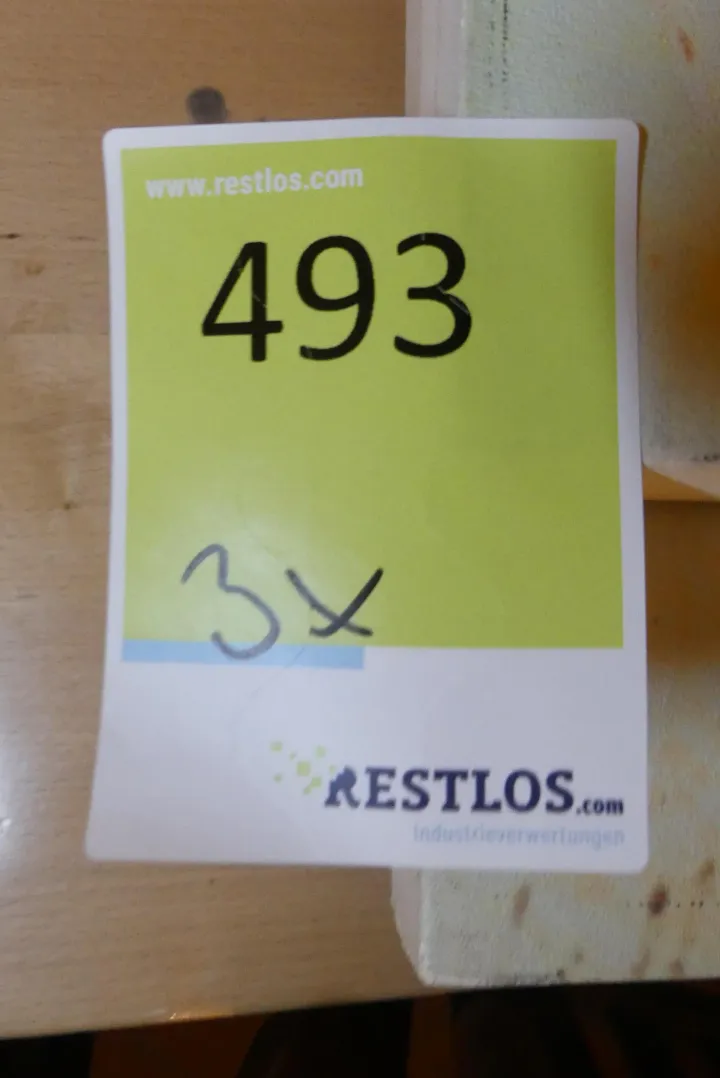 www.restlos.com
493
3x
RESTLOS.com
Industrieverwertungen